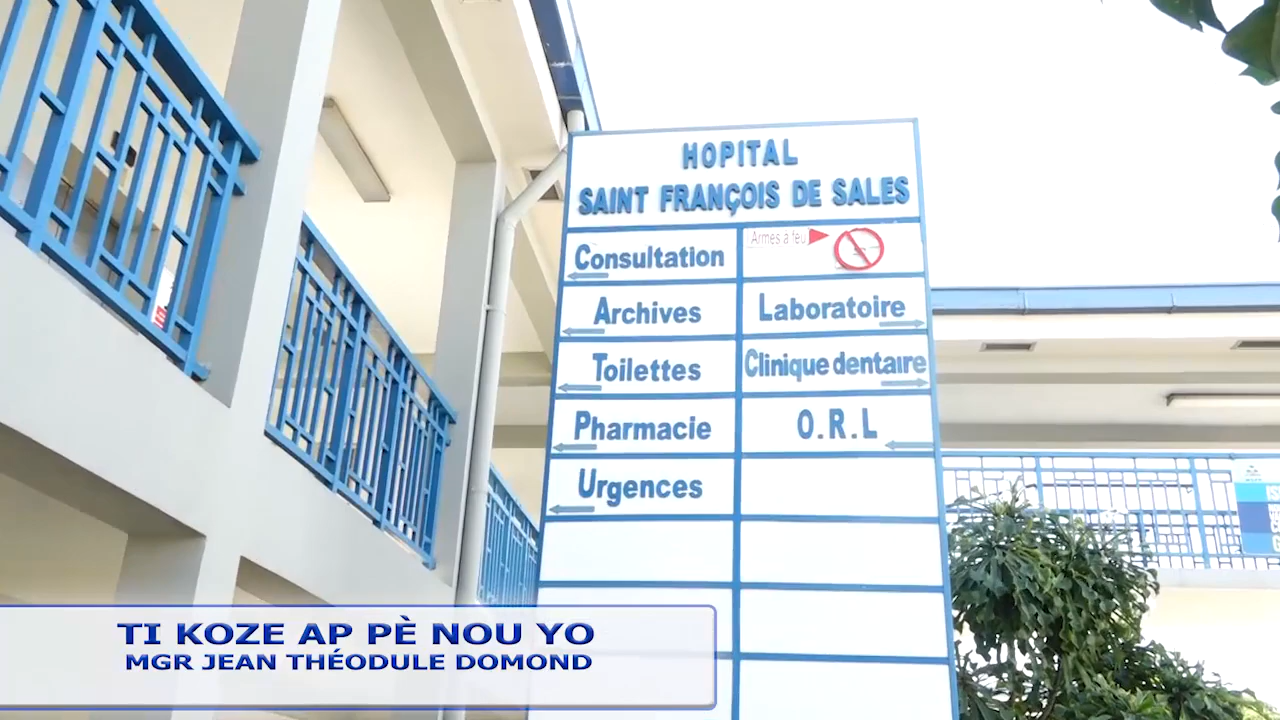 HOPITAL
SAINT FRANÇOIS DE SALES
Consultation
Armes à feu
Archives
Laboratoire
Toilettes
Clinique dentaire
Pharmacie
O.R.L
Urgences
TI KOZE AP PÈ NOU YO
MGR JEAN THÉODULE DOMOND